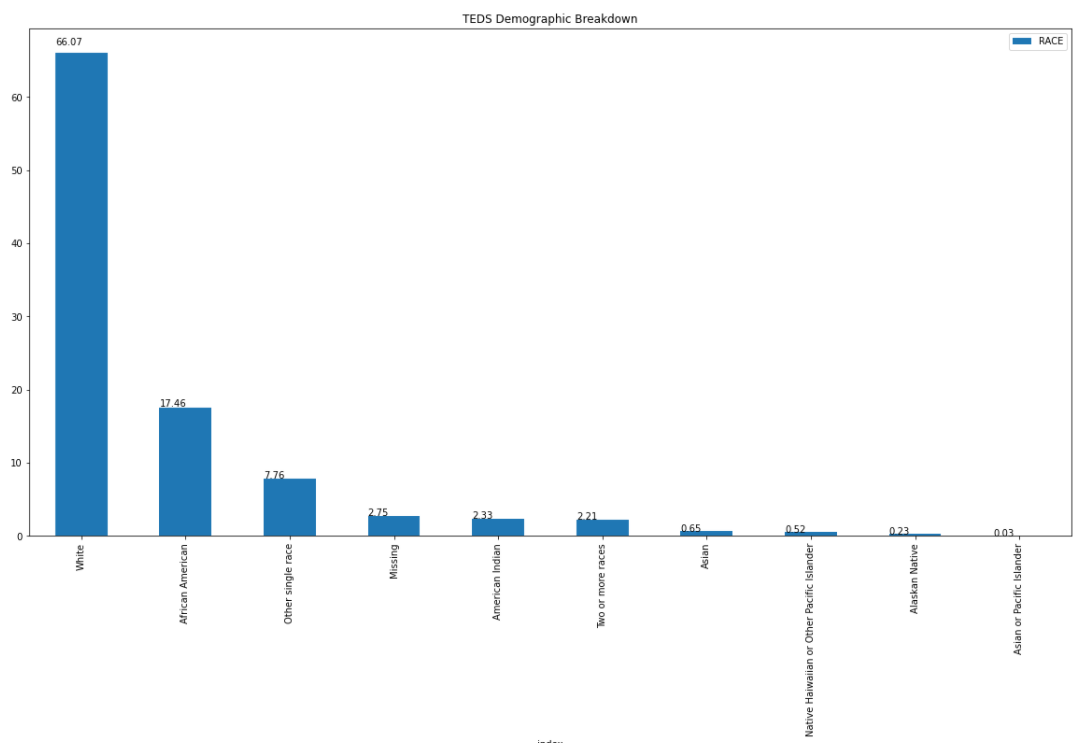 TEDS Demographic Breakdown
RACE
66.07
60
50
40
30
20
17.46
10
7.76
2.75
2.33
2.21
0.65
0.52
0.23
0.03
0
White
African American
Other single race
Missing
American Indian
Two or more races
Asian
Native Haiwaiian or Other Pacific Islander
Alaskan Native
Asian or Pacific Islander
index